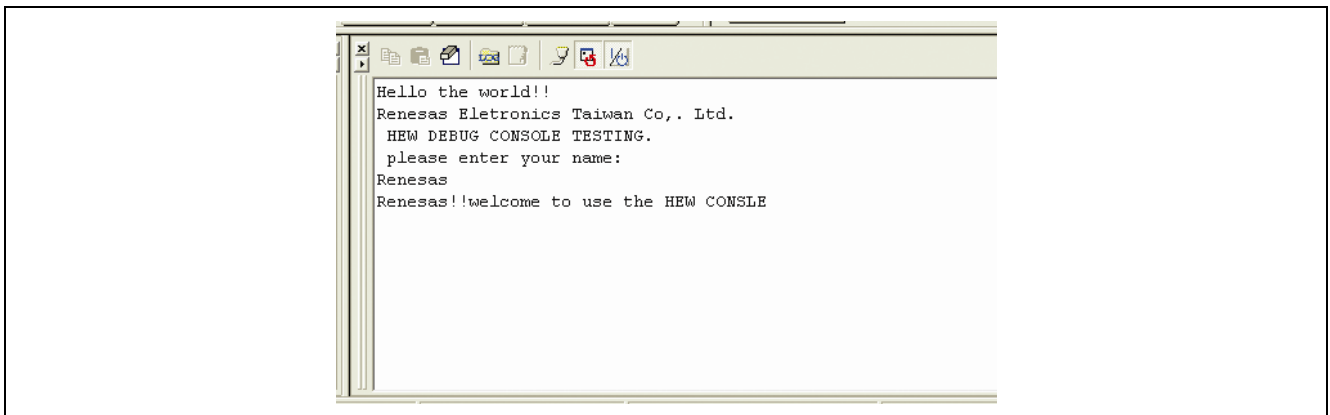 Hello the world!!
Renesas Eletronics Taiwan Co,. Ltd.
HEW DEBUG CONSOLE TESTING.
please enter your name:
Renesas
Renesas!!welcome to use the HEW CONSLE